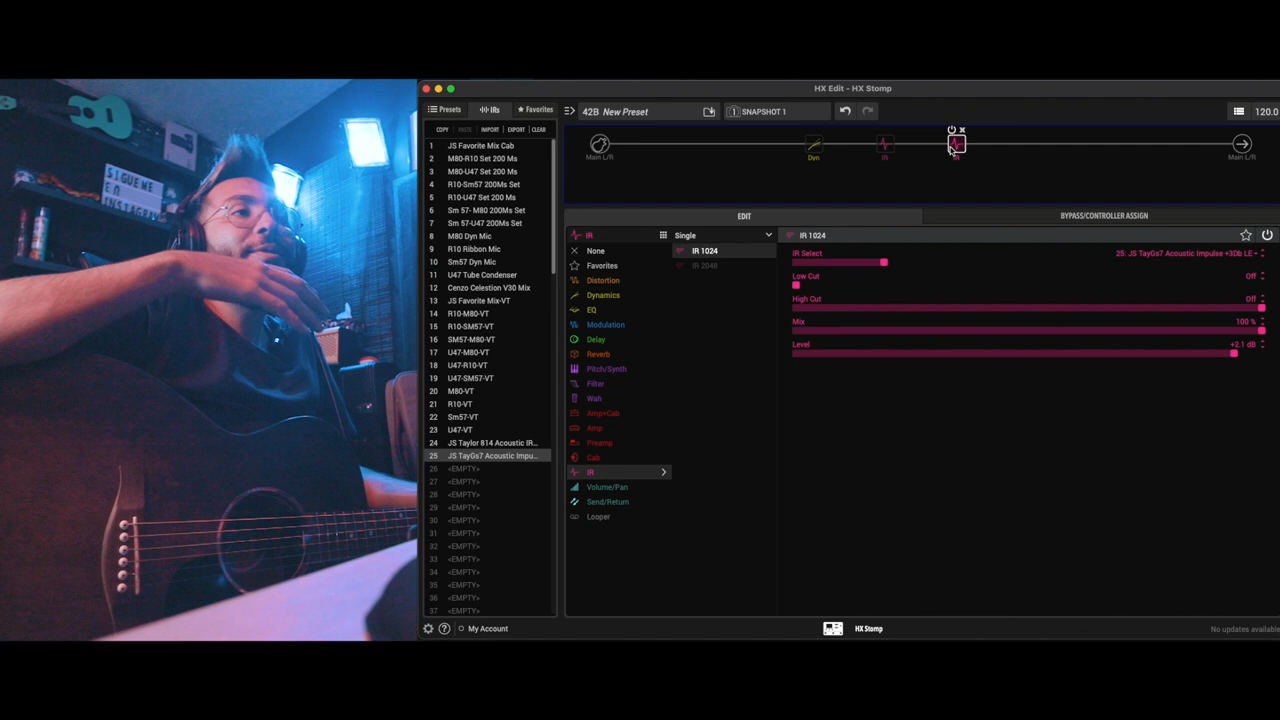 SIGUE ME
EN
INSTAGRAM
HX Edit - HX Stomp
Presets
IRs
Favorites
42B New Preset
1 SNAPSHOT 1
120.0
COPY PASTE IMPORT EXPORT CLEAR
1 JS Favorite Mix Cab
2 M80-R10 Set 200 Ms
3 M80-U47 Set 200 Ms
4 R10-Sm57 200Ms Set
5 R10-U47 Set 200 Ms
6 Sm 57- M80 200Ms Set
7 Sm 57-U47 200Ms Set
8 M80 Dyn Mic
9 R10 Ribbon Mic
10 Sm57 Dyn Mic
11 U47 Tube Condenser
12 Cenzo Celestion V30 Mix
13 JS Favorite Mix-VT
14 R10-M80-VT
15 R10-SM57-VT
16 SM57-M80-VT
17 U47-M80-VT
18 U47-R10-VT
19 U47-SM57-VT
20 M80-VT
21 R10-VT
22 Sm57-VT
23 U47-VT
24 JS Taylor 814 Acoustic IR...
25 JS TayGs7 Acoustic Impu...
26 <EMPTY>
27 <EMPTY>
28 <EMPTY>
29 <EMPTY>
30 <EMPTY>
31 <EMPTY>
32 <EMPTY>
33 <EMPTY>
34 <EMPTY>
35 <EMPTY>
36 <EMPTY>
37 <EMPTY>
Main L/R
Dyn
IR
IR
Main L/R
EDIT
BYPASS/CONTROLLER ASSIGN
IR
None
Favorites
Distortion
Dynamics
EQ
Modulation
Delay
Reverb
Pitch/Synth
Filter
Wah
Amp+Cab
Amp
Preamp
Cab
IR
Volume/Pan
Send/Return
Looper
Single
IR 1024
IR 2048
IR 1024
IR Select 25: JS TayGs7 Acoustic Impulse +3Db LE
Low Cut Off
High Cut Off
Mix 100 %
Level +2.1 dB
My Account
HX Stomp
No updates available